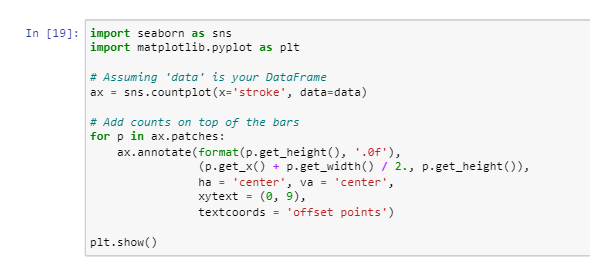 In [19]: import seaborn as sns
import matplotlib.pyplot as plt
# Assuming 'data' is your DataFrame
ax = sns.countplot(x='stroke', data=data)
# Add counts on top of the bars
for p in ax.patches:
    ax.annotate(format(p.get_height(), '.0f'),
                (p.get_x() + p.get_width() / 2., p.get_height()),
                ha = 'center', va = 'center',
                xytext = (0, 9),
                textcoords = 'offset points')
plt.show()